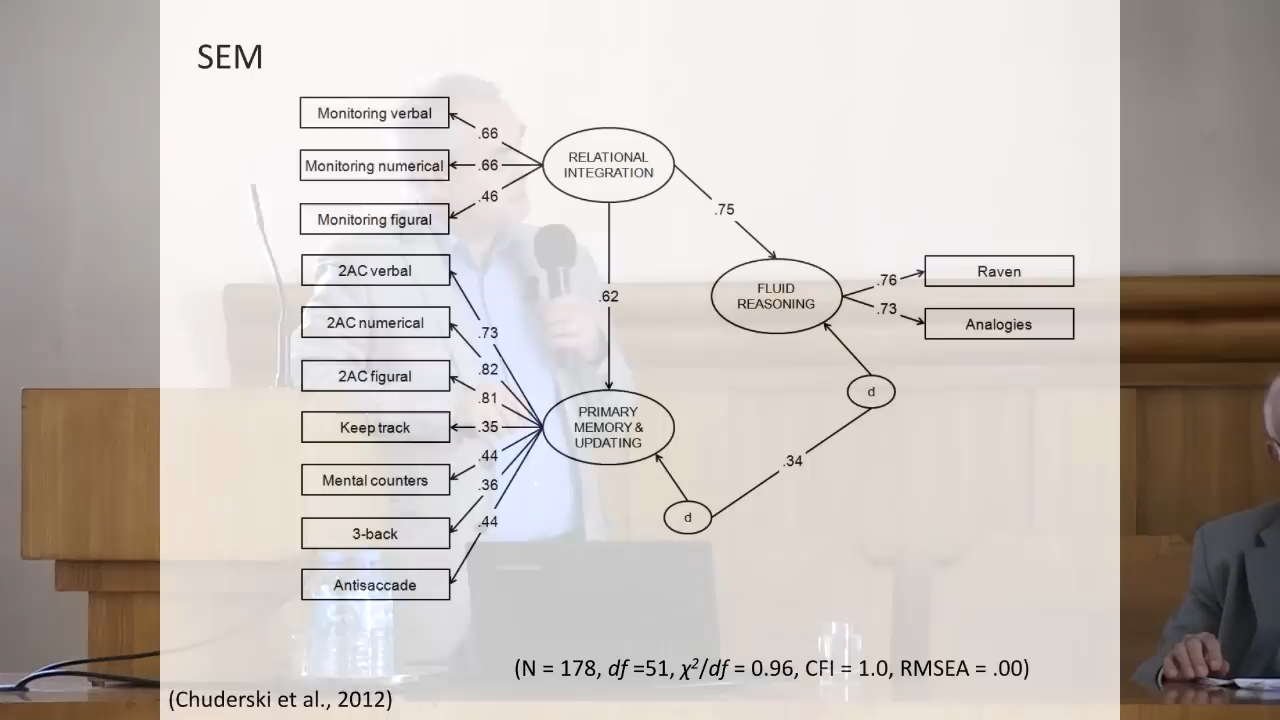 SEM
Monitoring verbal
Monitoring numerical
Monitoring figural
2AC verbal
2AC numerical
2AC figural
Keep track
Mental counters
3-back
Antisaccade
.66
.66
.46
.73
.82
.81
.35
.44
.36
.44
RELATIONAL
INTEGRATION
.62
PRIMARY
MEMORY &
UPDATING
.75
FLUID
REASONING
.76
.73
Raven
Analogies
d
.34
d
(N = 178, df =51, χ²/df = 0.96, CFI = 1.0, RMSEA = .00)
(Chuderski et al., 2012)